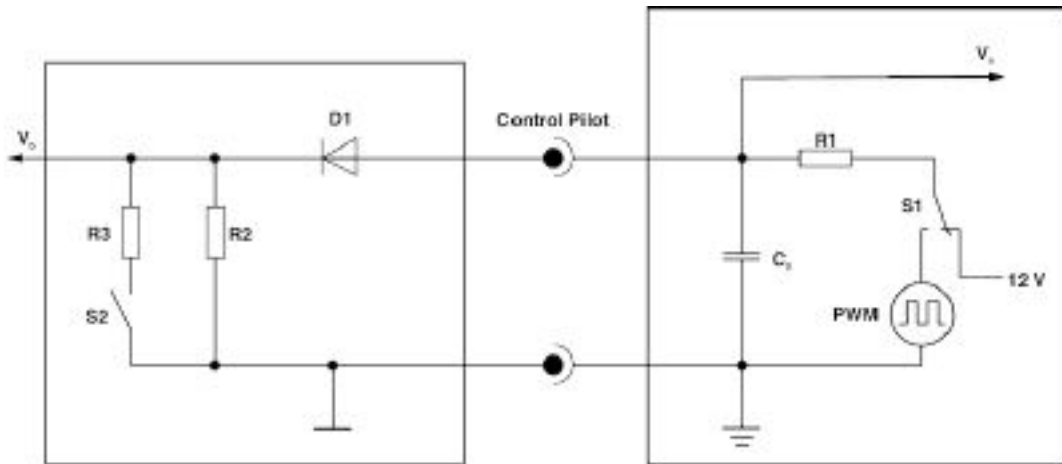 Control Pilot
D1
R3
R2
S2
R1
S1
12 V
PWM